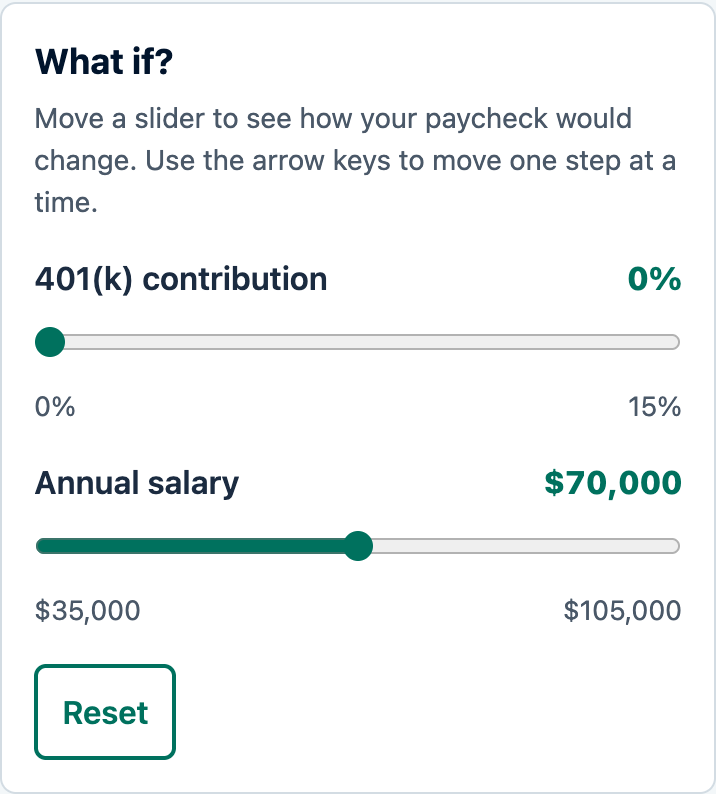 What if?
Move a slider to see how your paycheck would
change. Use the arrow keys to move one step at a
time.
401(k) contribution 0%
0% 15%
Annual salary $70,000
$35,000 $105,000
Reset